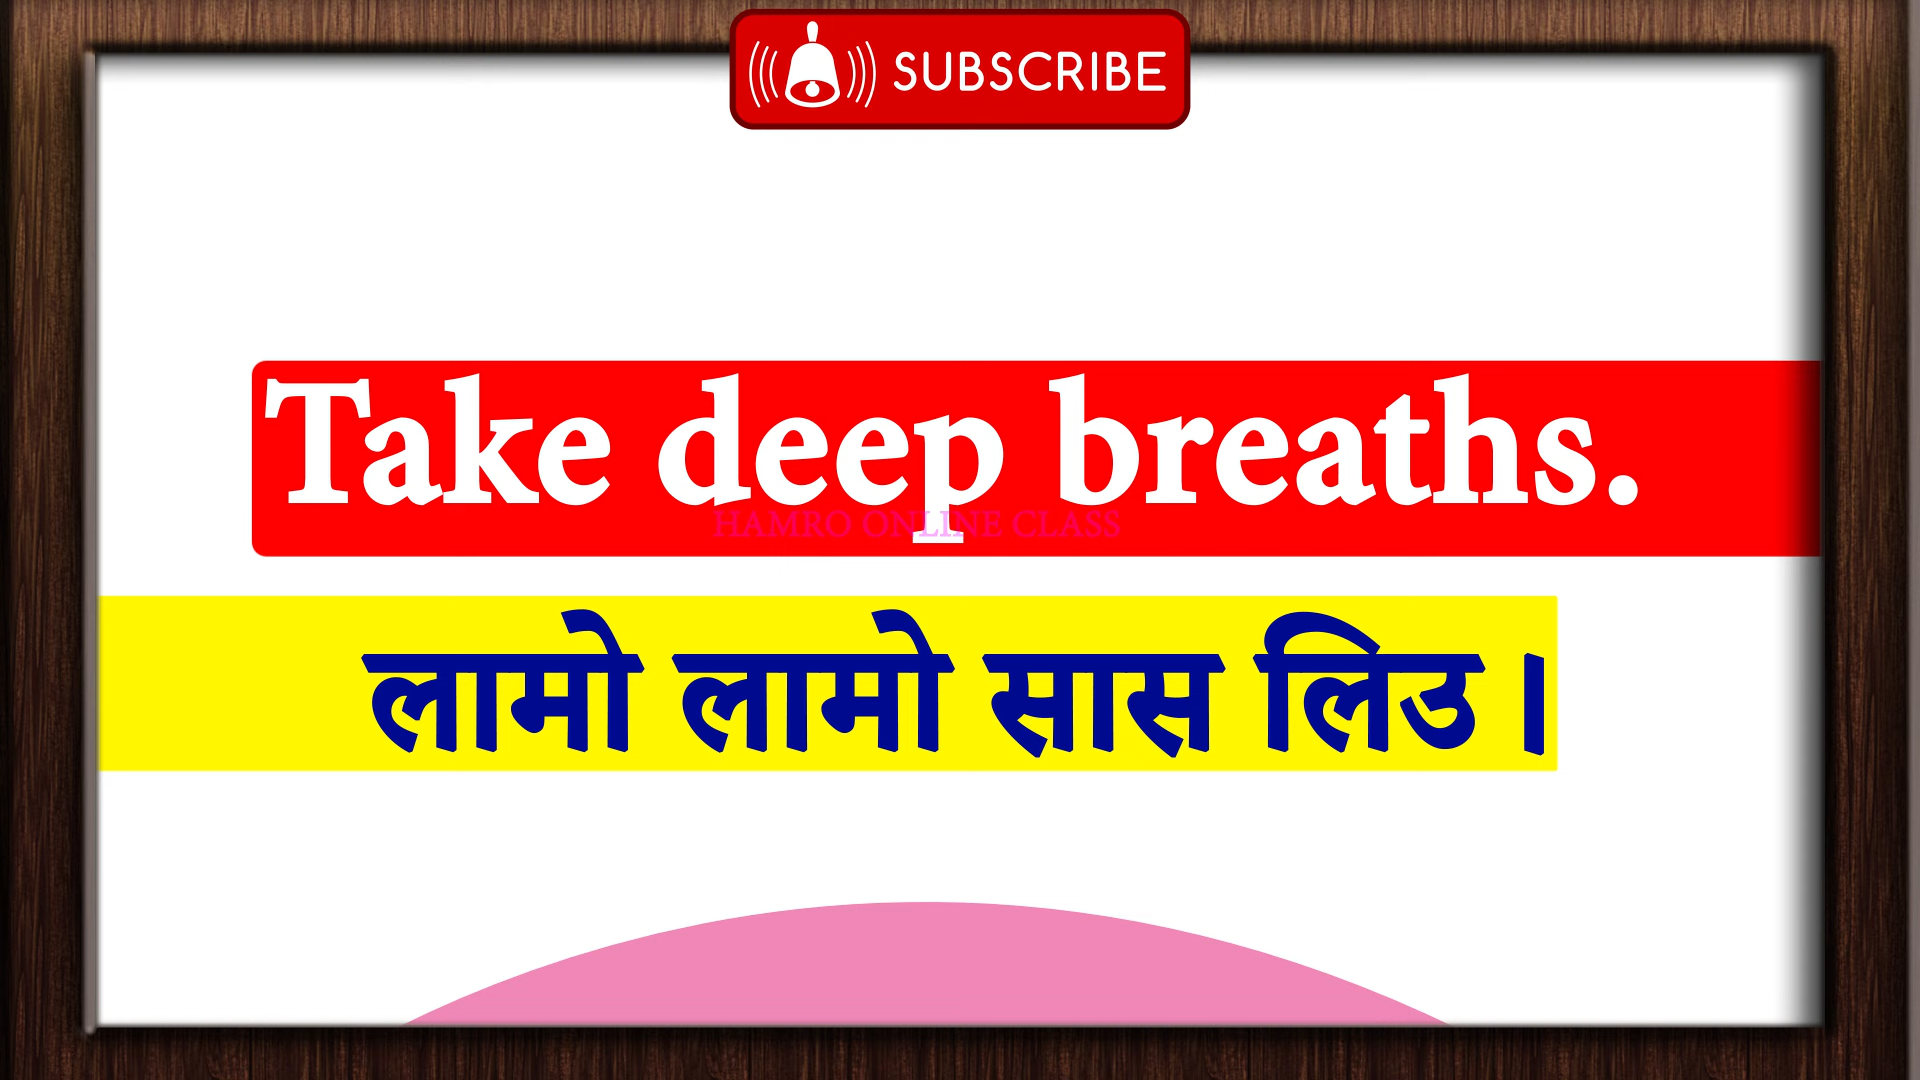 SUBSCRIBE
Take deep breaths.
HAMRO ONLINE CLASS
लामो लामो सास लिउ ।